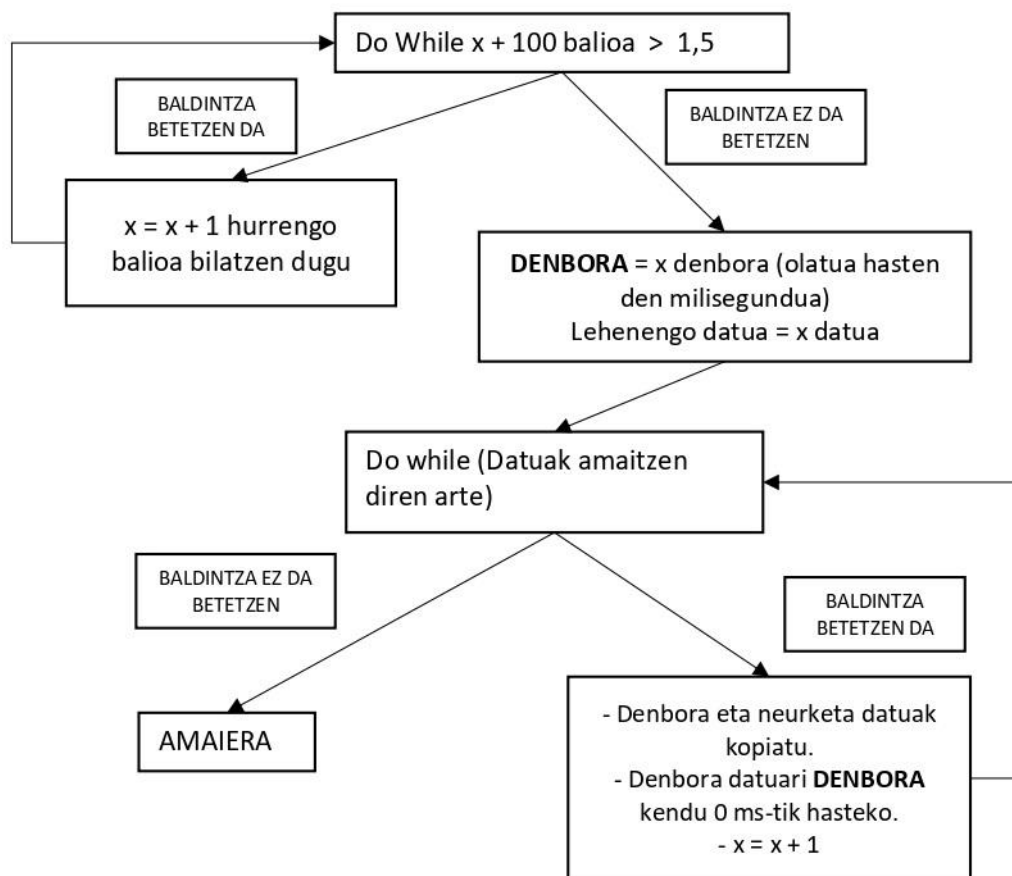 Do While x + 100 balioa > 1,5
BALDINTZA
BETETZEN DA
BALDINTZA EZ DA
BETETZEN
x = x + 1 hurrengo
balioa bilatzen dugu
DENBORA = x denbora (olatua hasten
den milisegundua)
Lehenengo datua = x datua
Do while (Datuak amaitzen
diren arte)
BALDINTZA EZ DA
BETETZEN
BALDINTZA
BETETZEN DA
AMAIERA
- Denbora eta neurketa datuak
kopiatu.
- Denbora datuari DENBORA
kendu 0 ms-tik hasteko.
- x = x + 1